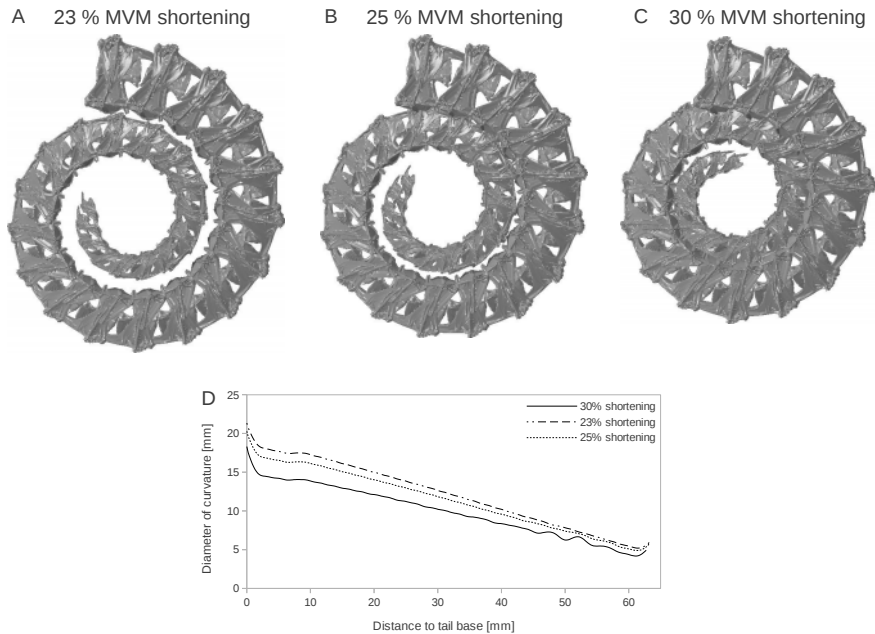 A 23 % MVM shortening
B 25 % MVM shortening
C 30 % MVM shortening
D
25
20
15
10
5
0
Diameter of curvature [mm]
30% shortening
23% shortening
25% shortening
0 10 20 30 40 50 60
Distance to tail base [mm]